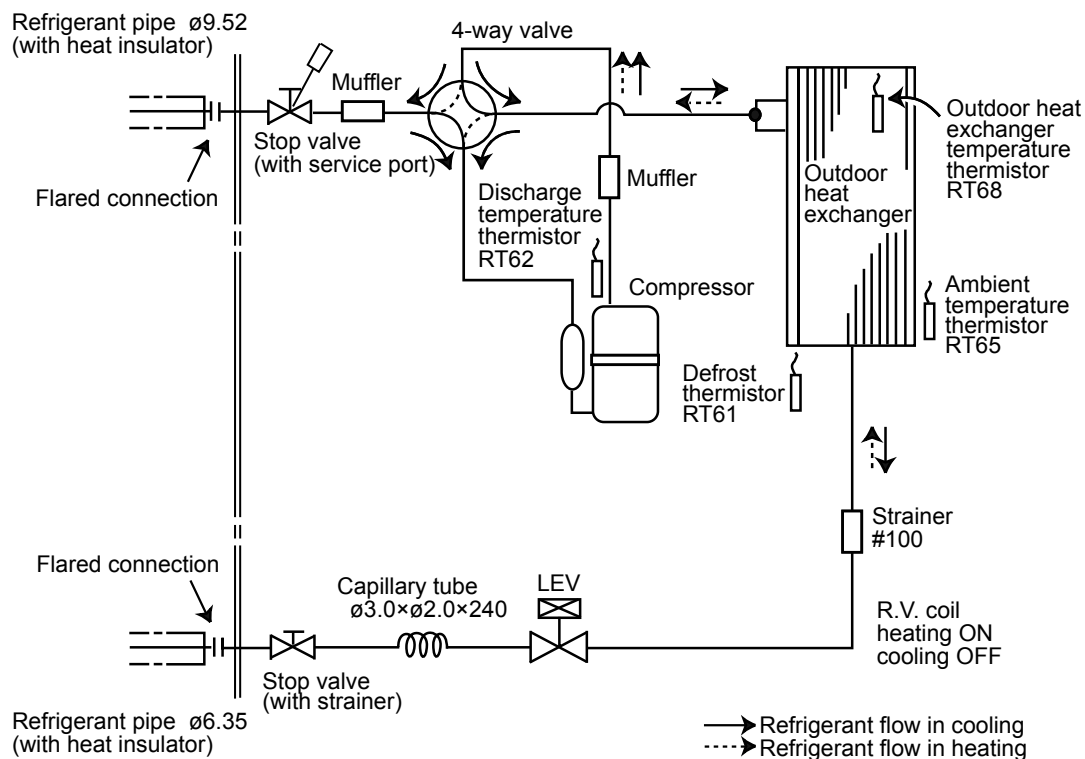 Refrigerant pipe ø9.52
(with heat insulator)
4-way valve
Muffler
Stop valve
(with service port)
Flared connection
Discharge
temperature
thermistor
RT62
Muffler
Compressor
Outdoor
heat
exchanger
Outdoor heat
exchanger
temperature
thermistor
RT68
Ambient
temperature
thermistor
RT65
Defrost
thermistor
RT61
Strainer
#100
Flared connection
Capillary tube
ø3.0×ø2.0×240
LEV
R.V. coil
heating ON
cooling OFF
Stop valve
(with strainer)
Refrigerant pipe ø6.35
(with heat insulator)
Refrigerant flow in cooling
Refrigerant flow in heating